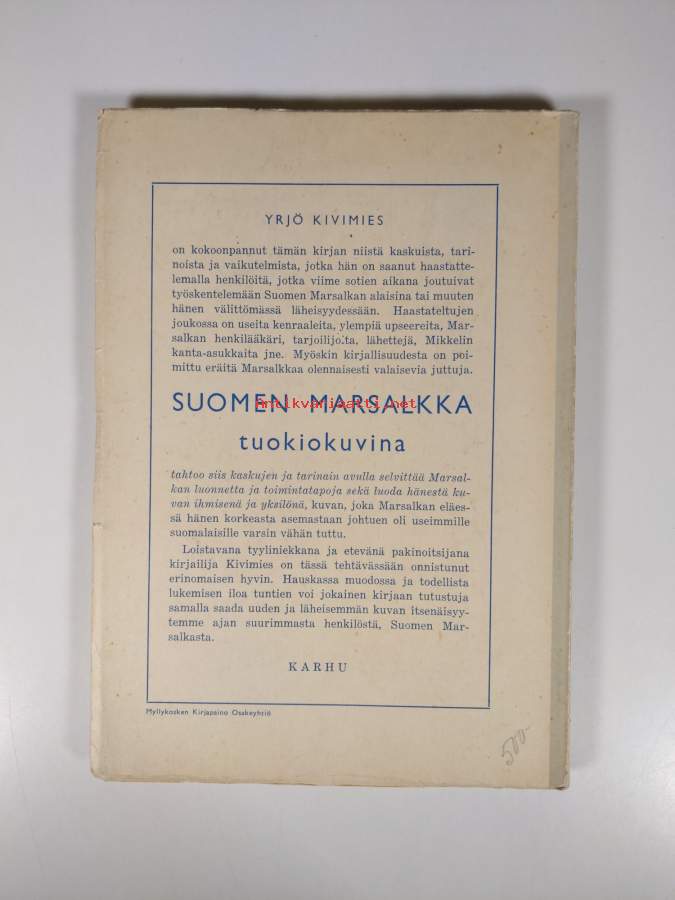 YRJÖ KIVIMIES
on kokoonpannut tämän kirjan niistä kaskuista, tari-
noista ja vaikutelmista, jotka hän on saanut haastatte-
lemalla henkilöitä, jotka viime sotien aikana joutuivat
työskentelemään Suomen Marsalkan alaisina tai muuten
hänen välittömässä läheisyydessään. Haastateltujen
joukossa on useita kenraaleita, ylempiä upseereita, Mar-
salkan henkilääkäri, tarjoilijo.ta, lähettejä, Mikkelin
kanta-asukkaita jne. Myöskin kirjallisuudesta on poi-
mittu eräitä Marsalkkaa olennaisesti valaisevia juttuja.
SUOMEN MARSALKKA
Antikvariaatti.net
tuokiokuvina
tahtoo siis kaskujen ja tarinain avulla selvittää Marsal-
kan luonnetta ja toimintatapoja sekä luoda hänestä ku-
van ihmisenä ja yksilönä, kuvan, joka Marsalkan eläes-
sä hänen korkeasta asemastaan johtuen oli useimmille
suomalaisille varsin vähän tuttu.
Loistavana tyyliniekkana ja etevänä pakinoitsijana
kirjailija Kivimies on tässä tehtävässään onnistunut
erinomaisen hyvin. Hauskassa muodossa ja todellista
lukemisen iloa tuntien voi jokainen kirjaan tutustuja
samalla saada uuden ja läheisemmän kuvan itsenäisyy-
temme ajan suurimmasta henkilöstä, Suomen Mar-
salkasta.
KARHU
Myllykosken Kirjapaino Osakeyhtiö
500-